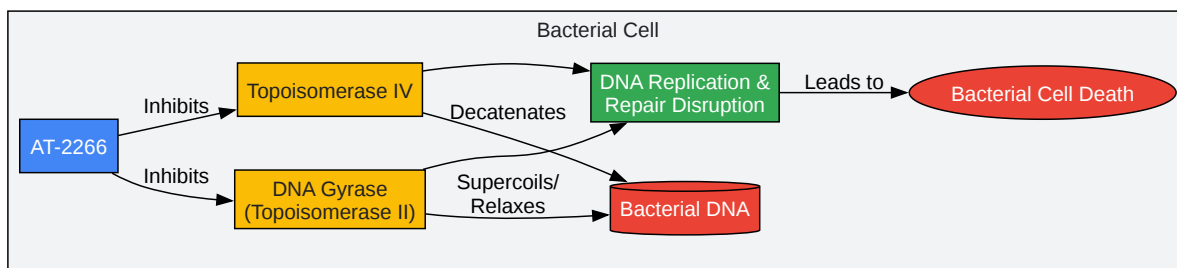 Bacterial Cell
AT-2266
Inhibits
Inhibits
Topoisomerase IV
DNA Gyrase
(Topoisomerase II)
Decatenates
Supercoils/
Relaxes
DNA Replication &
Repair Disruption
Bacterial DNA
Leads to
Bacterial Cell Death